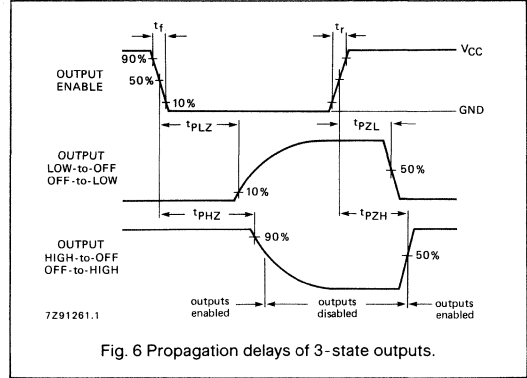 tf
tr
VCC
90%
OUTPUT
ENABLE
50%
10%
GND
tPLZ
tPZL
OUTPUT
LOW-to-OFF
OFF-to-LOW
50%
10%
tPHZ
tPZH
OUTPUT
HIGH-to-OFF
OFF-to-HIGH
90%
50%
outputs
enabled
outputs
disabled
outputs
enabled
7Z91261.1
Fig. 6 Propagation delays of 3-state outputs.